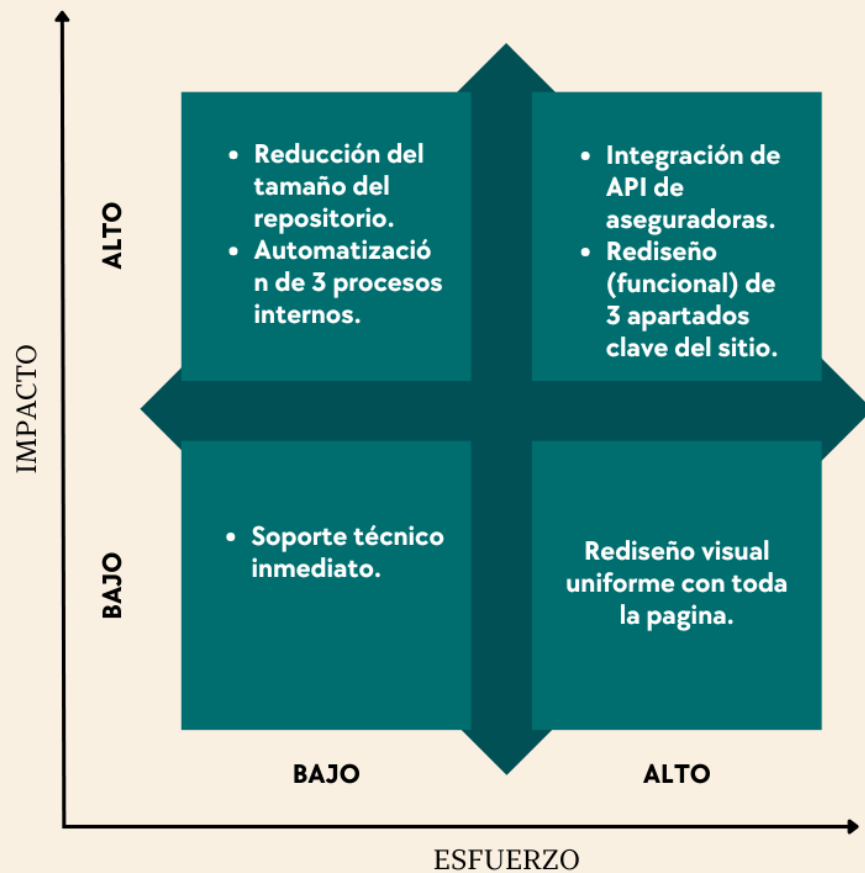 ALTO
• Reducción del
tamaño del
repositorio.
• Automatizació
n de 3 procesos
internos.
• Integración de
API de
aseguradoras.
• Rediseño
(funcional) de
3 apartados
clave del sitio.
IMPACTO
BAJO
• Soporte técnico
inmediato.
Rediseño visual
uniforme con toda
la pagina.
BAJO
ALTO
ESFUERZO